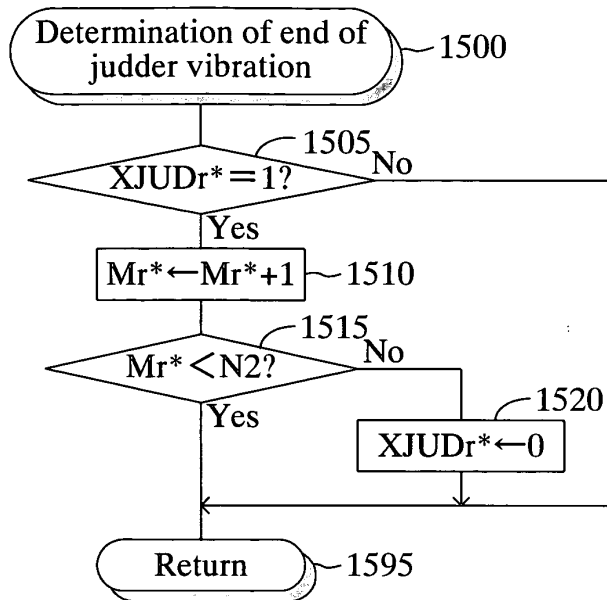 Determination of end of
judder vibration
1500
1505
XJUDr*=1?
No
Yes
Mr*←Mr*+1
1510
1515
Mr*<N2?
No
Yes
1520
XJUDr*←0
Return
1595